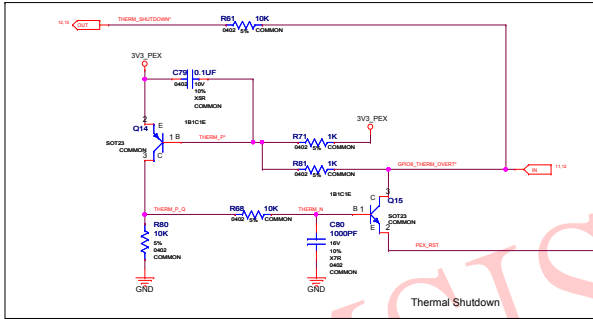 THERM_SHUTDOWN*
R61 10K
12,15 OUT
0402 5% COMMON
3V3_PEX
C79 0.1UF
0402 10V
10%
X5R
COMMON
3V3_PEX
2 E
Q14
1B1C1E
1 B
THERM_P*
R71 1K
SOT23
COMMON
0402 5% COMMON
3 C
R81 1K
GPIO8_THERM_OVERT*
11,12
IN
0402 5% COMMON
1B1C1E
3
C
Q15
THERM_P_Q
R68 10K
THERM_N
B 1
0402 5% COMMON
SOT23
COMMON
E
2
R80
10K
5%
0402
COMMON
C80
1000PF
16V
10%
X7R
0402
COMMON
PEX_RST
GND
GND
Thermal Shutdown